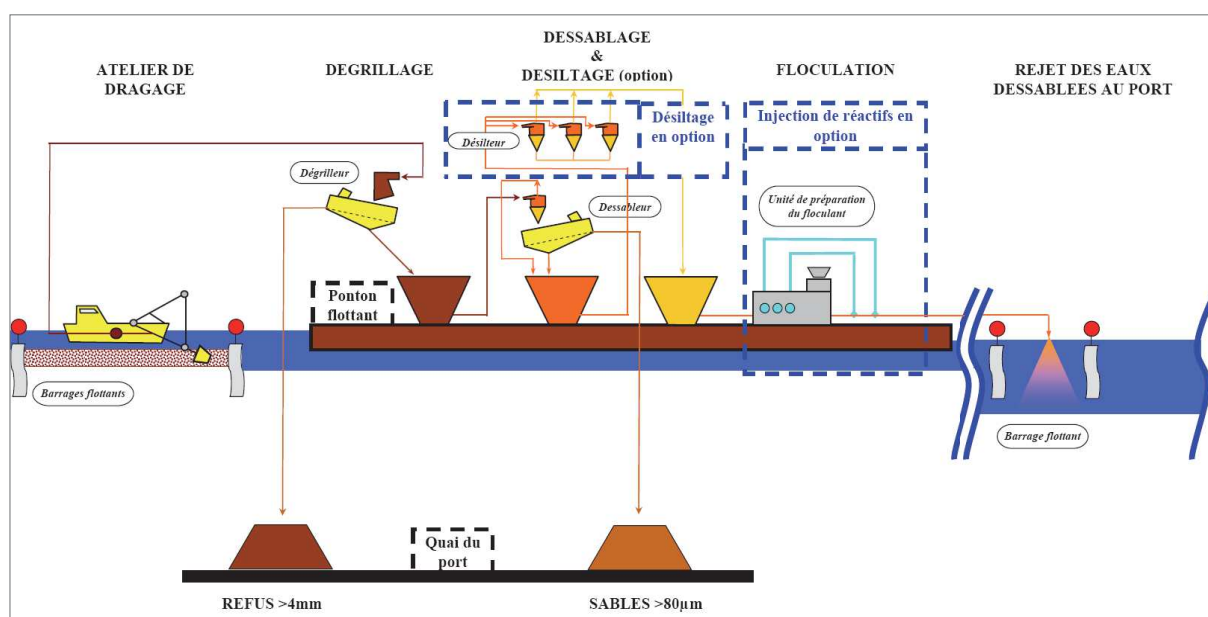 ATELIER DE
DRAGAGE
DEGRILLAGE
DESSABLAGE
&
DESILTAGE (option)
FLOCULATION
REJET DES EAUX
DESSABLEES AU PORT
Désilteur
Désiltage
en option
Injection de réactifs en
option
Dégrilleur
Dessableur
Unité de préparation
du floculant
Ponton
flottant
Barrages flottants
Barrage flottant
Quai du
port
REFUS >4mm
SABLES >80µm